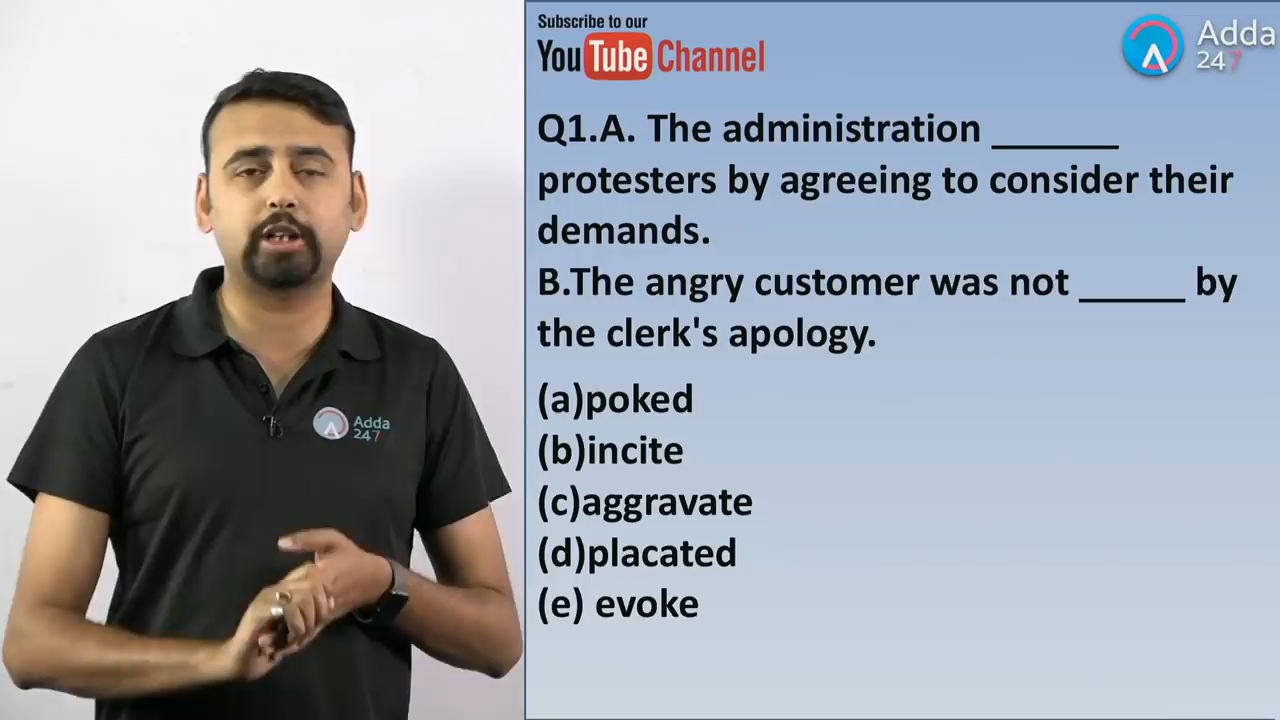 Subscribe to our
YouTube Channel
Adda
247
Q1.A. The administration ______
protesters by agreeing to consider their
demands.
B.The angry customer was not _____ by
the clerk's apology.
(a)poked
(b)incite
(c)aggravate
(d)placated
(e) evoke
Adda
247